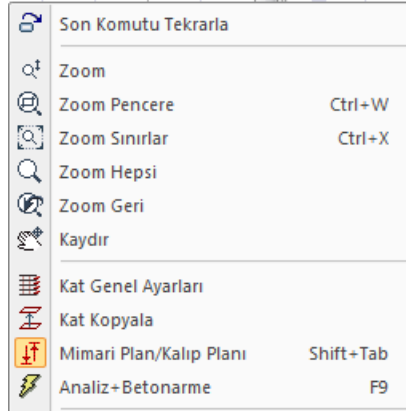 Son Komutu Tekrarla
Zoom
Zoom Pencere Ctrl+W
Zoom Sınırlar Ctrl+X
Zoom Hepsi
Zoom Geri
Kaydır
Kat Genel Ayarları
Kat Kopyala
Mimari Plan/Kalıp Planı Shift+Tab
Analiz+Betonarme F9